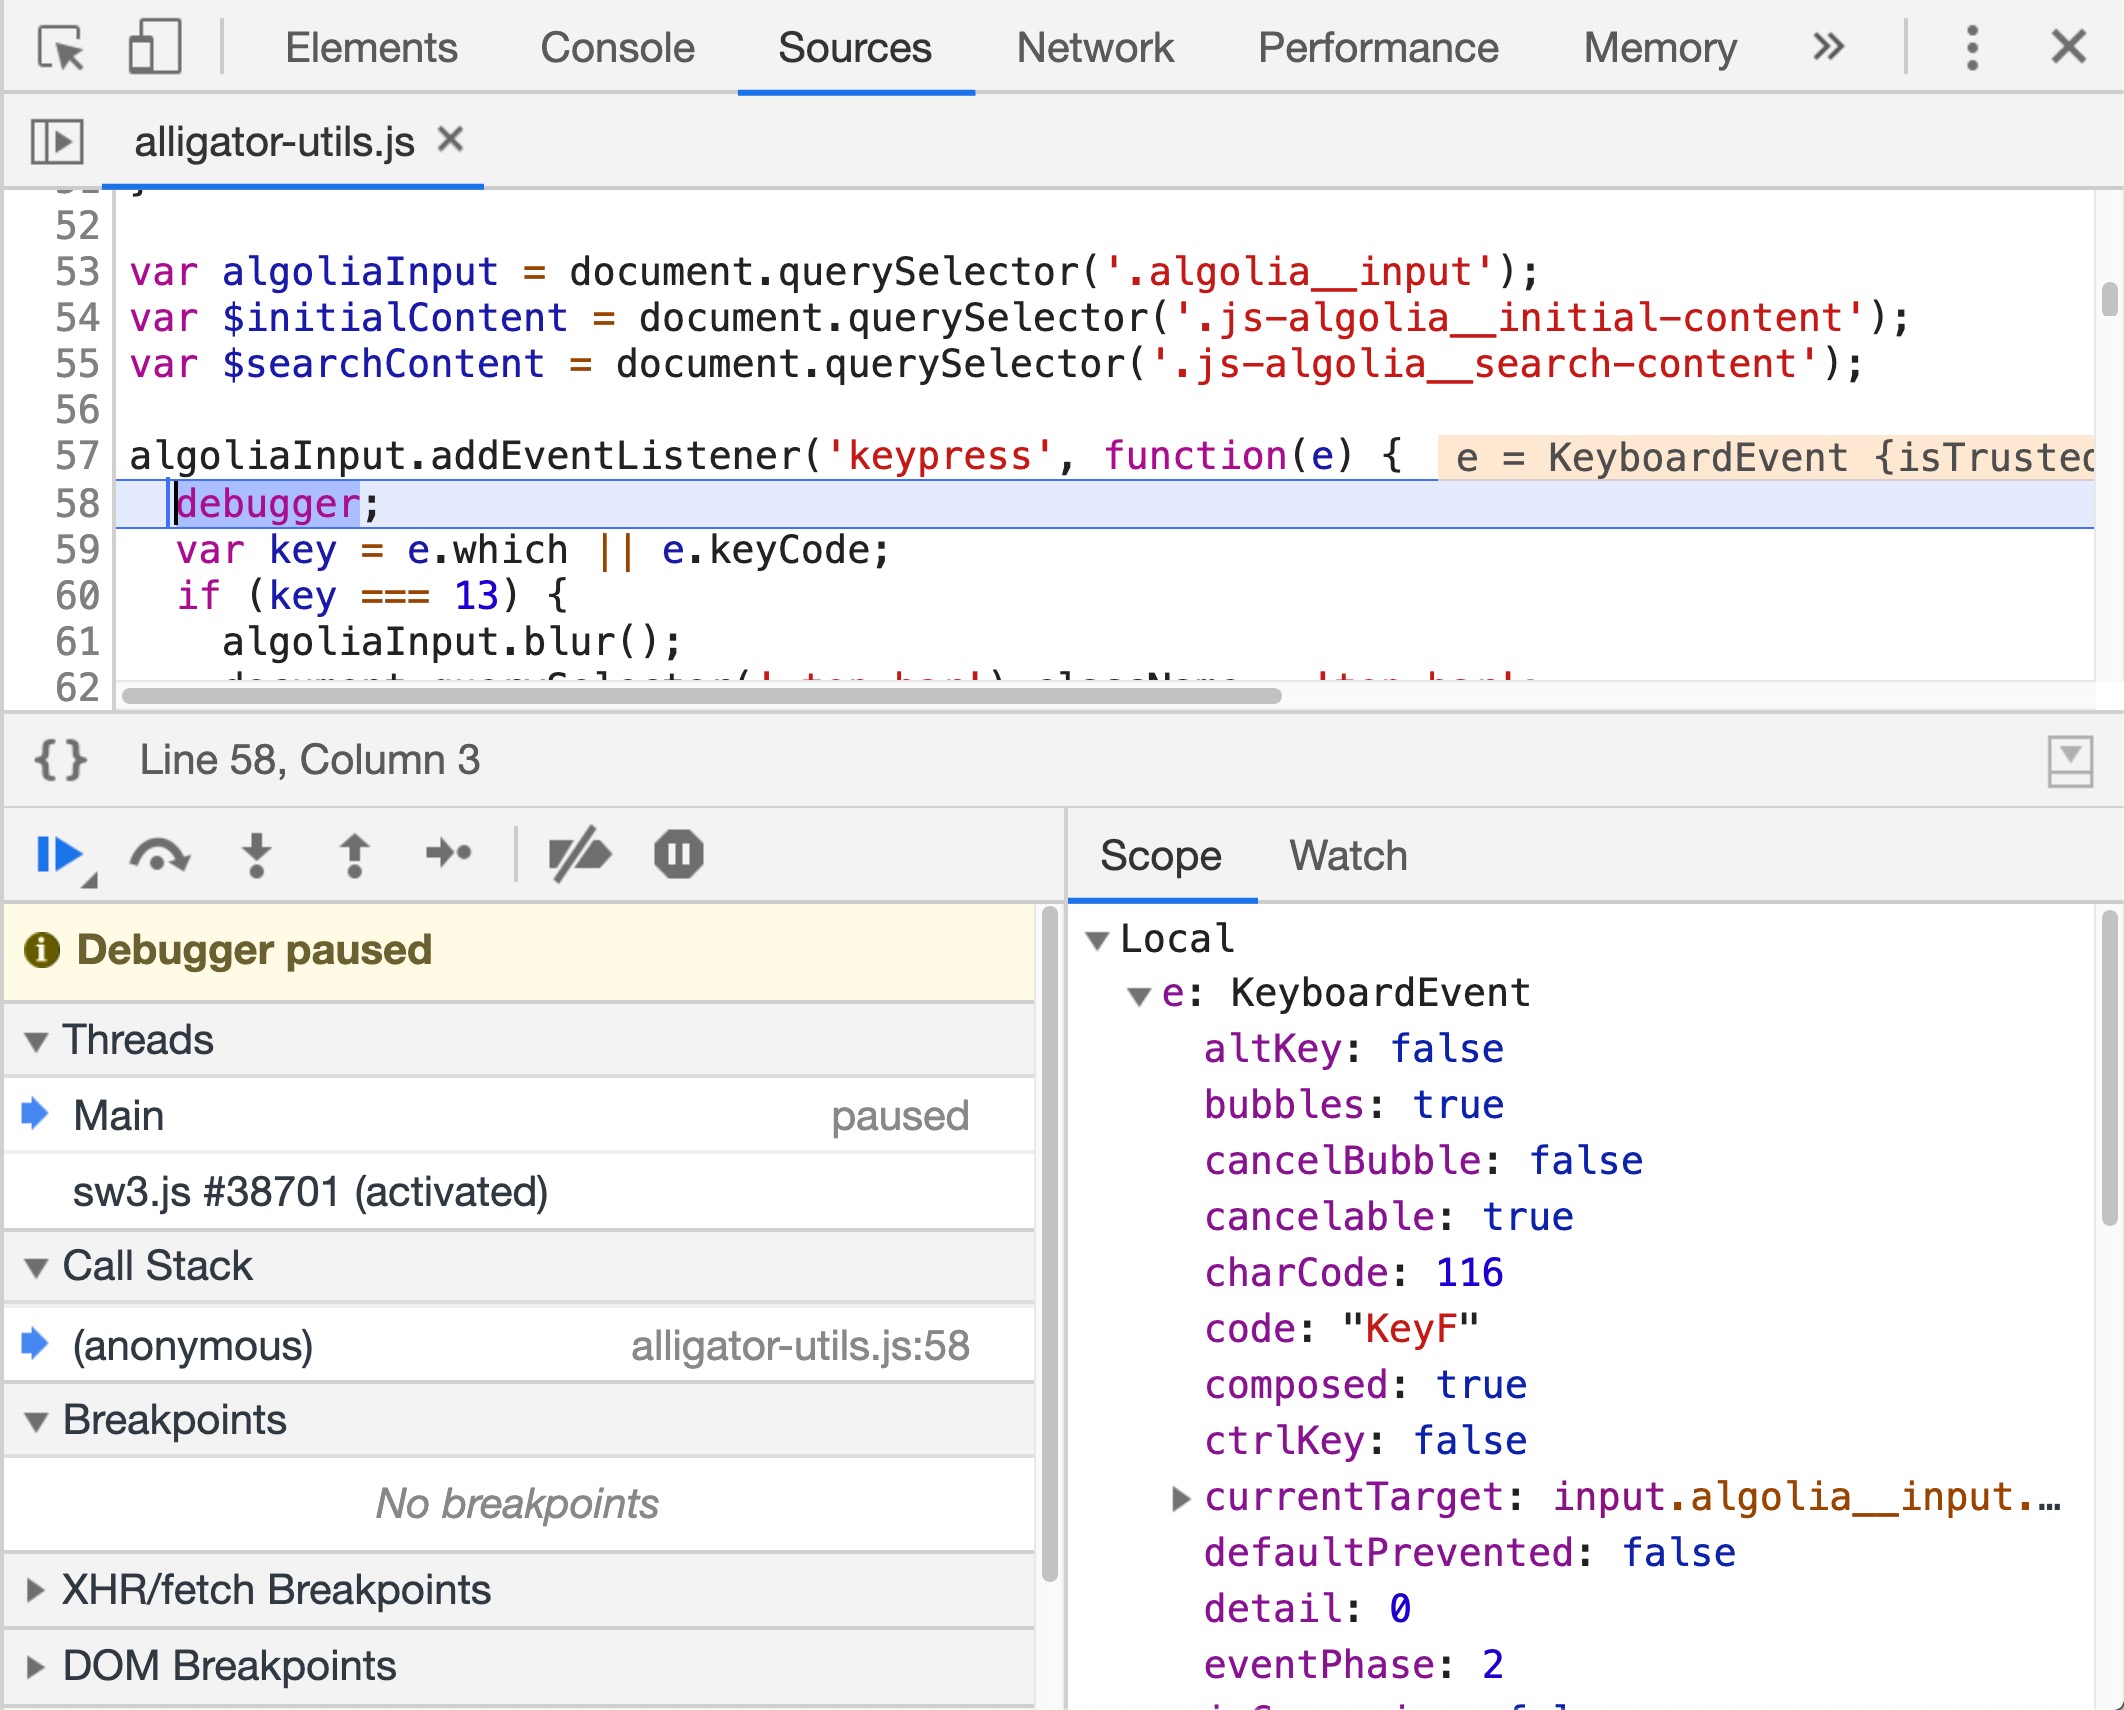 Elements Console Sources Network Performance Memory
alligator-utils.js
52
53 var algoliaInput = document.querySelector('.algolia__input');
54 var $initialContent = document.querySelector('.js-algolia__initial-content');
55 var $searchContent = document.querySelector('.js-algolia__search-content');
56
57 algoliaInput.addEventListener('keypress', function(e) { e = KeyboardEvent {isTrusted
58 debugger;
59 var key = e.which || e.keyCode;
60 if (key === 13) {
61 algoliaInput.blur();
62
{} Line 58, Column 3
Debugger paused
Threads
Main paused
sw3.js #38701 (activated)
Call Stack
(anonymous) alligator-utils.js:58
Breakpoints
No breakpoints
XHR/fetch Breakpoints
DOM Breakpoints
Scope Watch
Local
e: KeyboardEvent
altKey: false
bubbles: true
cancelBubble: false
cancelable: true
charCode: 116
code: "KeyF"
composed: true
ctrlKey: false
currentTarget: input.algolia__input.…
defaultPrevented: false
detail: 0
eventPhase: 2